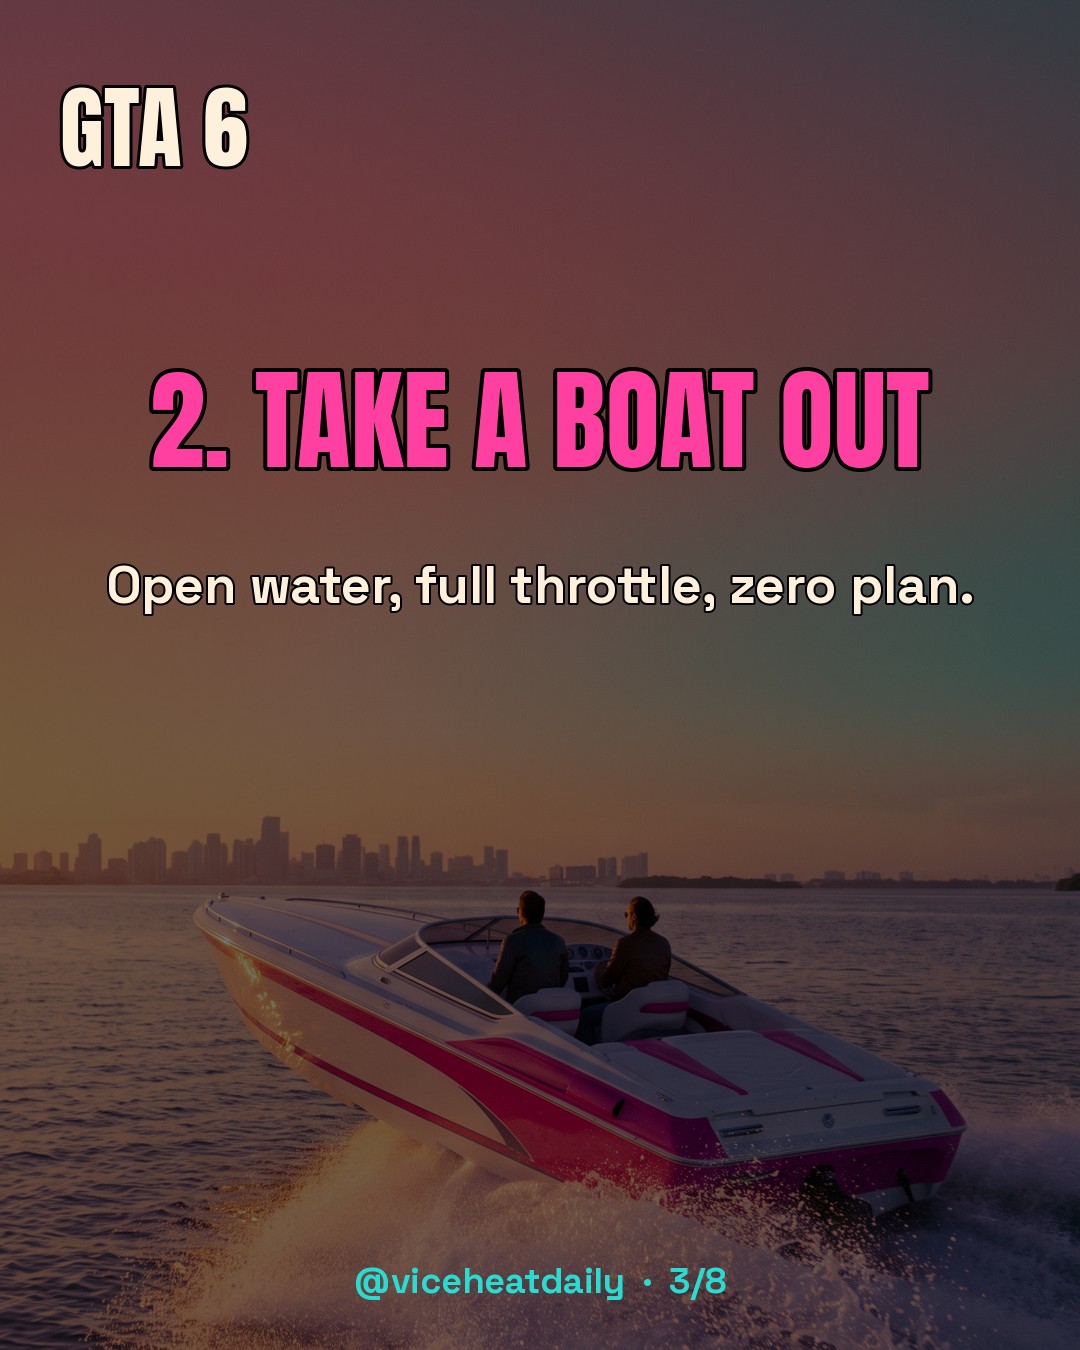 GTA 6
2. TAKE A BOAT OUT
Open water, full throttle, zero plan.
@viceheatdaily · 3/8